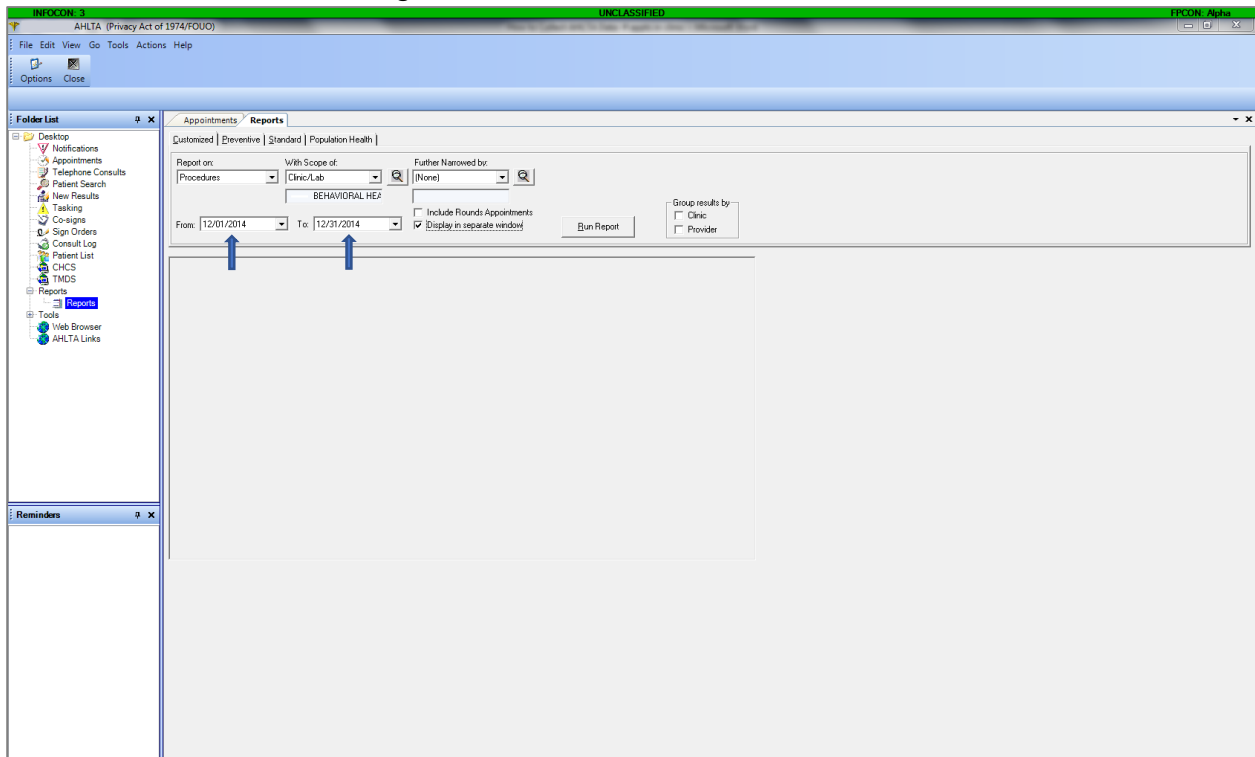 INFOCON: 3 UNCLASSIFIED FPCON: Alpha
AHLTA (Privacy Act of 1974/FOUO)
File Edit View Go Tools Actions Help
Options Close
Folder List
Desktop
Notifications
Appointments
Telephone Consults
Patient Search
New Results
Tasking
Co-signs
Sign Orders
Consult Log
Patient List
CHCS
TMDS
Reports
Reports
Tools
Web Browser
AHLTA Links
Reminders
Appointments Reports
Customized Preventive Standard Population Health
Report on: With Scope of: Further Narrowed by:
Procedures Clinic/Lab (None)
BEHAVIORAL HEA
Include Rounds Appointments
From: 12/01/2014 To: 12/31/2014 Display in separate window Run Report
Group results by
Clinic
Provider